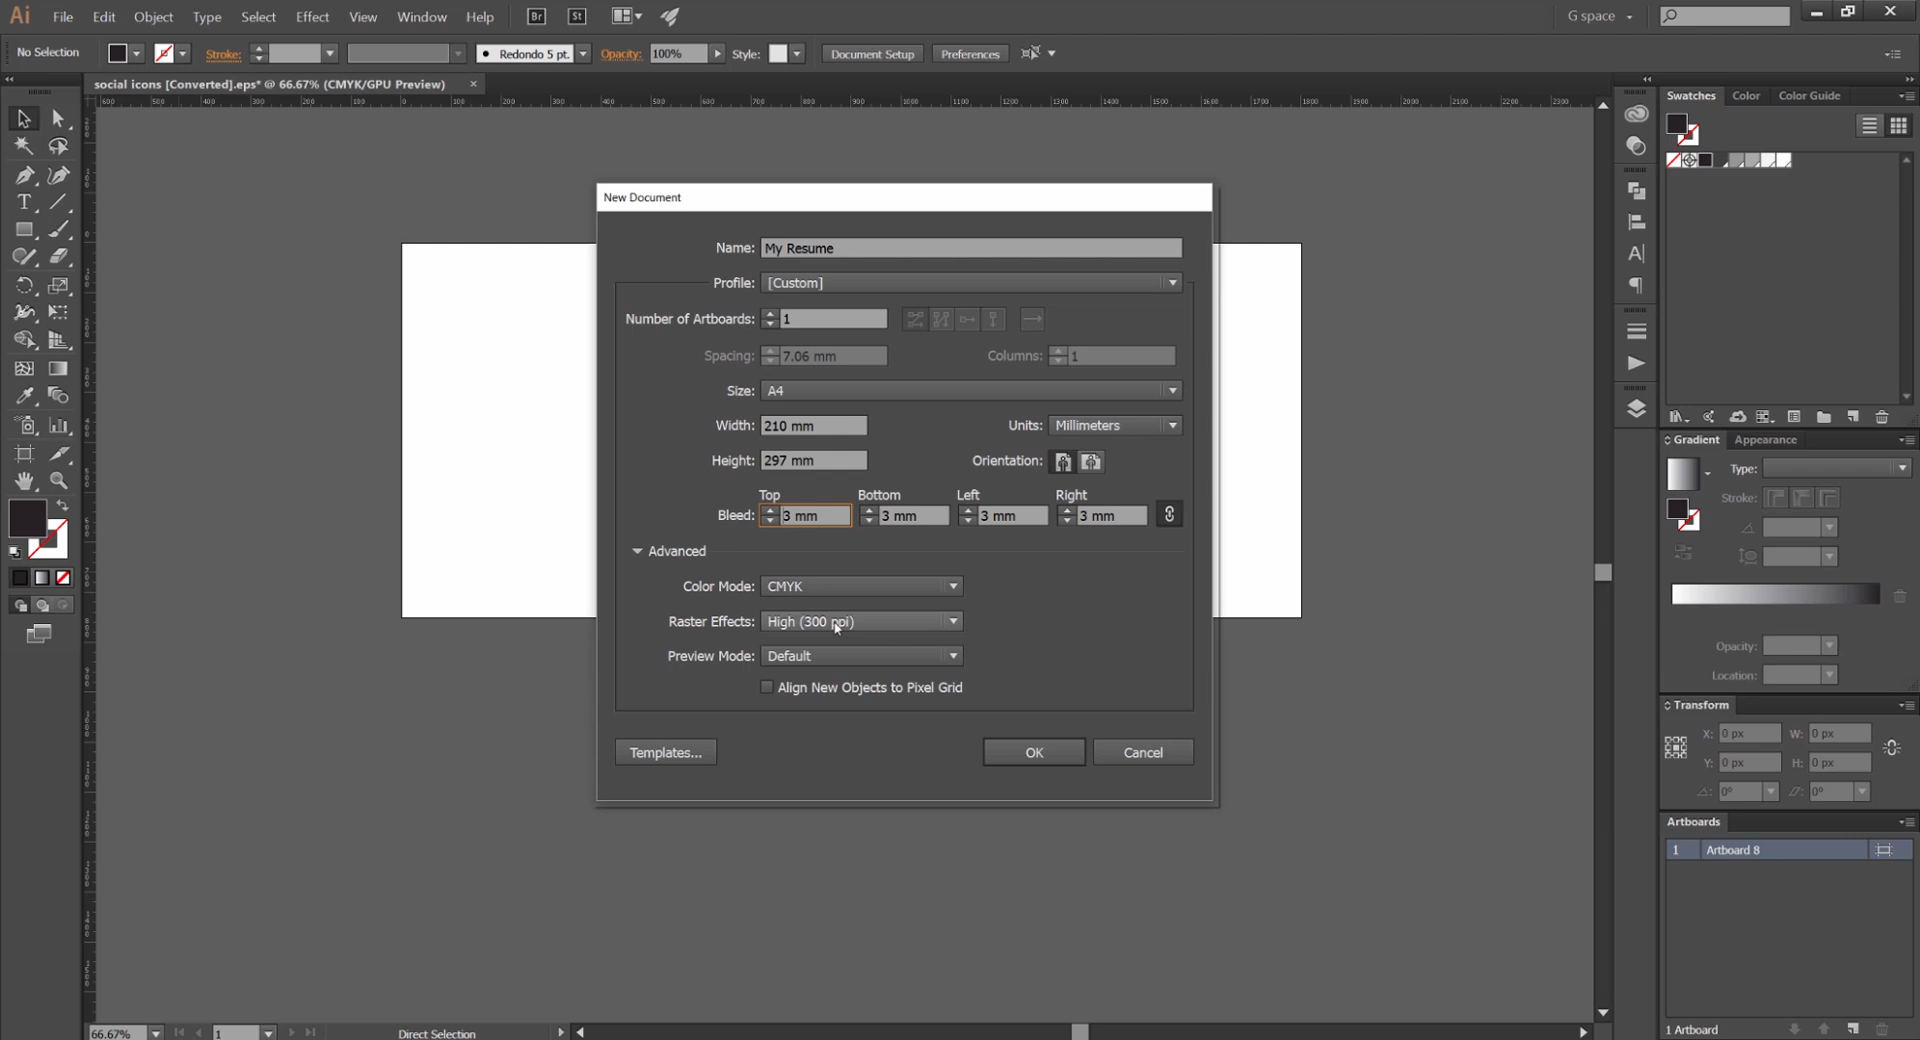 Ai File Edit Object Type Select Effect View Window Help Br St G space
No Selection Stroke: Redondo 5 pt. Opacity: 100% Style: Document Setup Preferences
social icons [Converted].eps* @ 66.67% (CMYK/GPU Preview)
New Document
Name: My Resume
Profile: [Custom]
Number of Artboards: 1
Spacing: 7.06 mm Columns: 1
Size: A4
Width: 210 mm Units: Millimeters
Height: 297 mm Orientation:
Top Bottom Left Right
Bleed: 3 mm 3 mm 3 mm 3 mm
Advanced
Color Mode: CMYK
Raster Effects: High (300 ppi)
Preview Mode: Default
Align New Objects to Pixel Grid
Templates... OK Cancel
Swatches Color Color Guide
Gradient Appearance
Type:
Stroke:
Opacity:
Location:
Transform
X: 0 px W: 0 px
Y: 0 px H: 0 px
0° 0°
Artboards
1 Artboard 8
1 Artboard
66.67% 1 Direct Selection